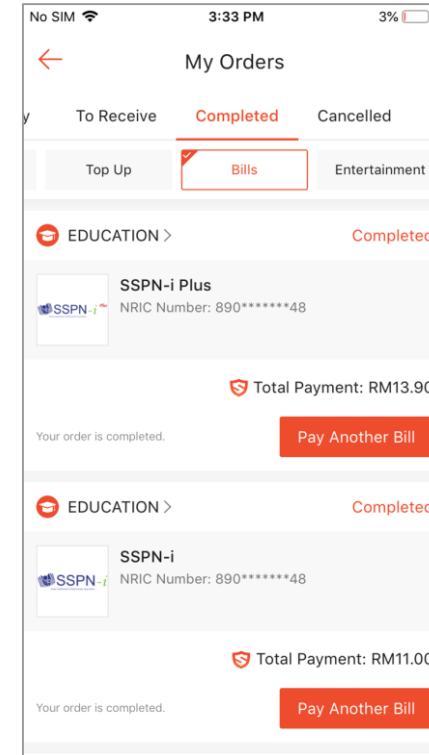 No SIM 3:33 PM 3%
My Orders
y To Receive Completed Cancelled
Top Up Bills Entertainment
EDUCATION > Completed
SSPN-i Plus
SSPN-i Plus
NRIC Number: 890*******48
Total Payment: RM13.90
Your order is completed. Pay Another Bill
EDUCATION > Completed
SSPN-i
SSPN-i
NRIC Number: 890*******48
Total Payment: RM11.00
Your order is completed. Pay Another Bill